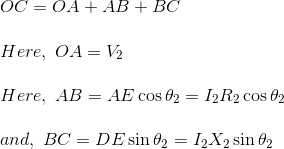 OC = OA + AB + BC
Here, OA = V₂
Here, AB = AE cos θ₂ = I₂R₂ cos θ₂
and, BC = DE sin θ₂ = I₂X₂ sin θ₂